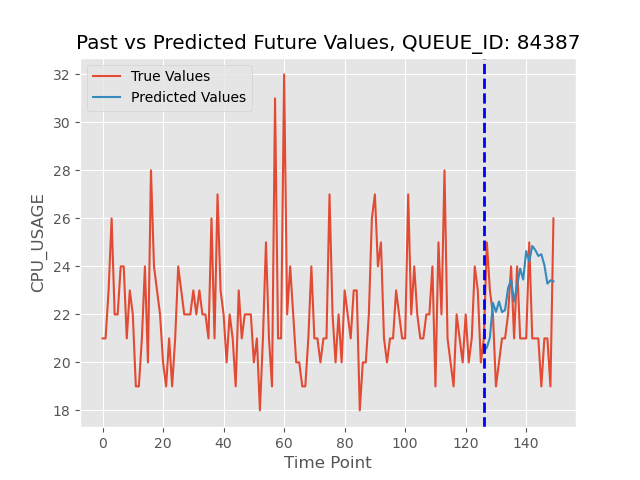 Past vs Predicted Future Values, QUEUE_ID: 84387
True Values
Predicted Values
32
30
28
26
24
22
20
18
CPU_USAGE
0 20 40 60 80 100 120 140
Time Point